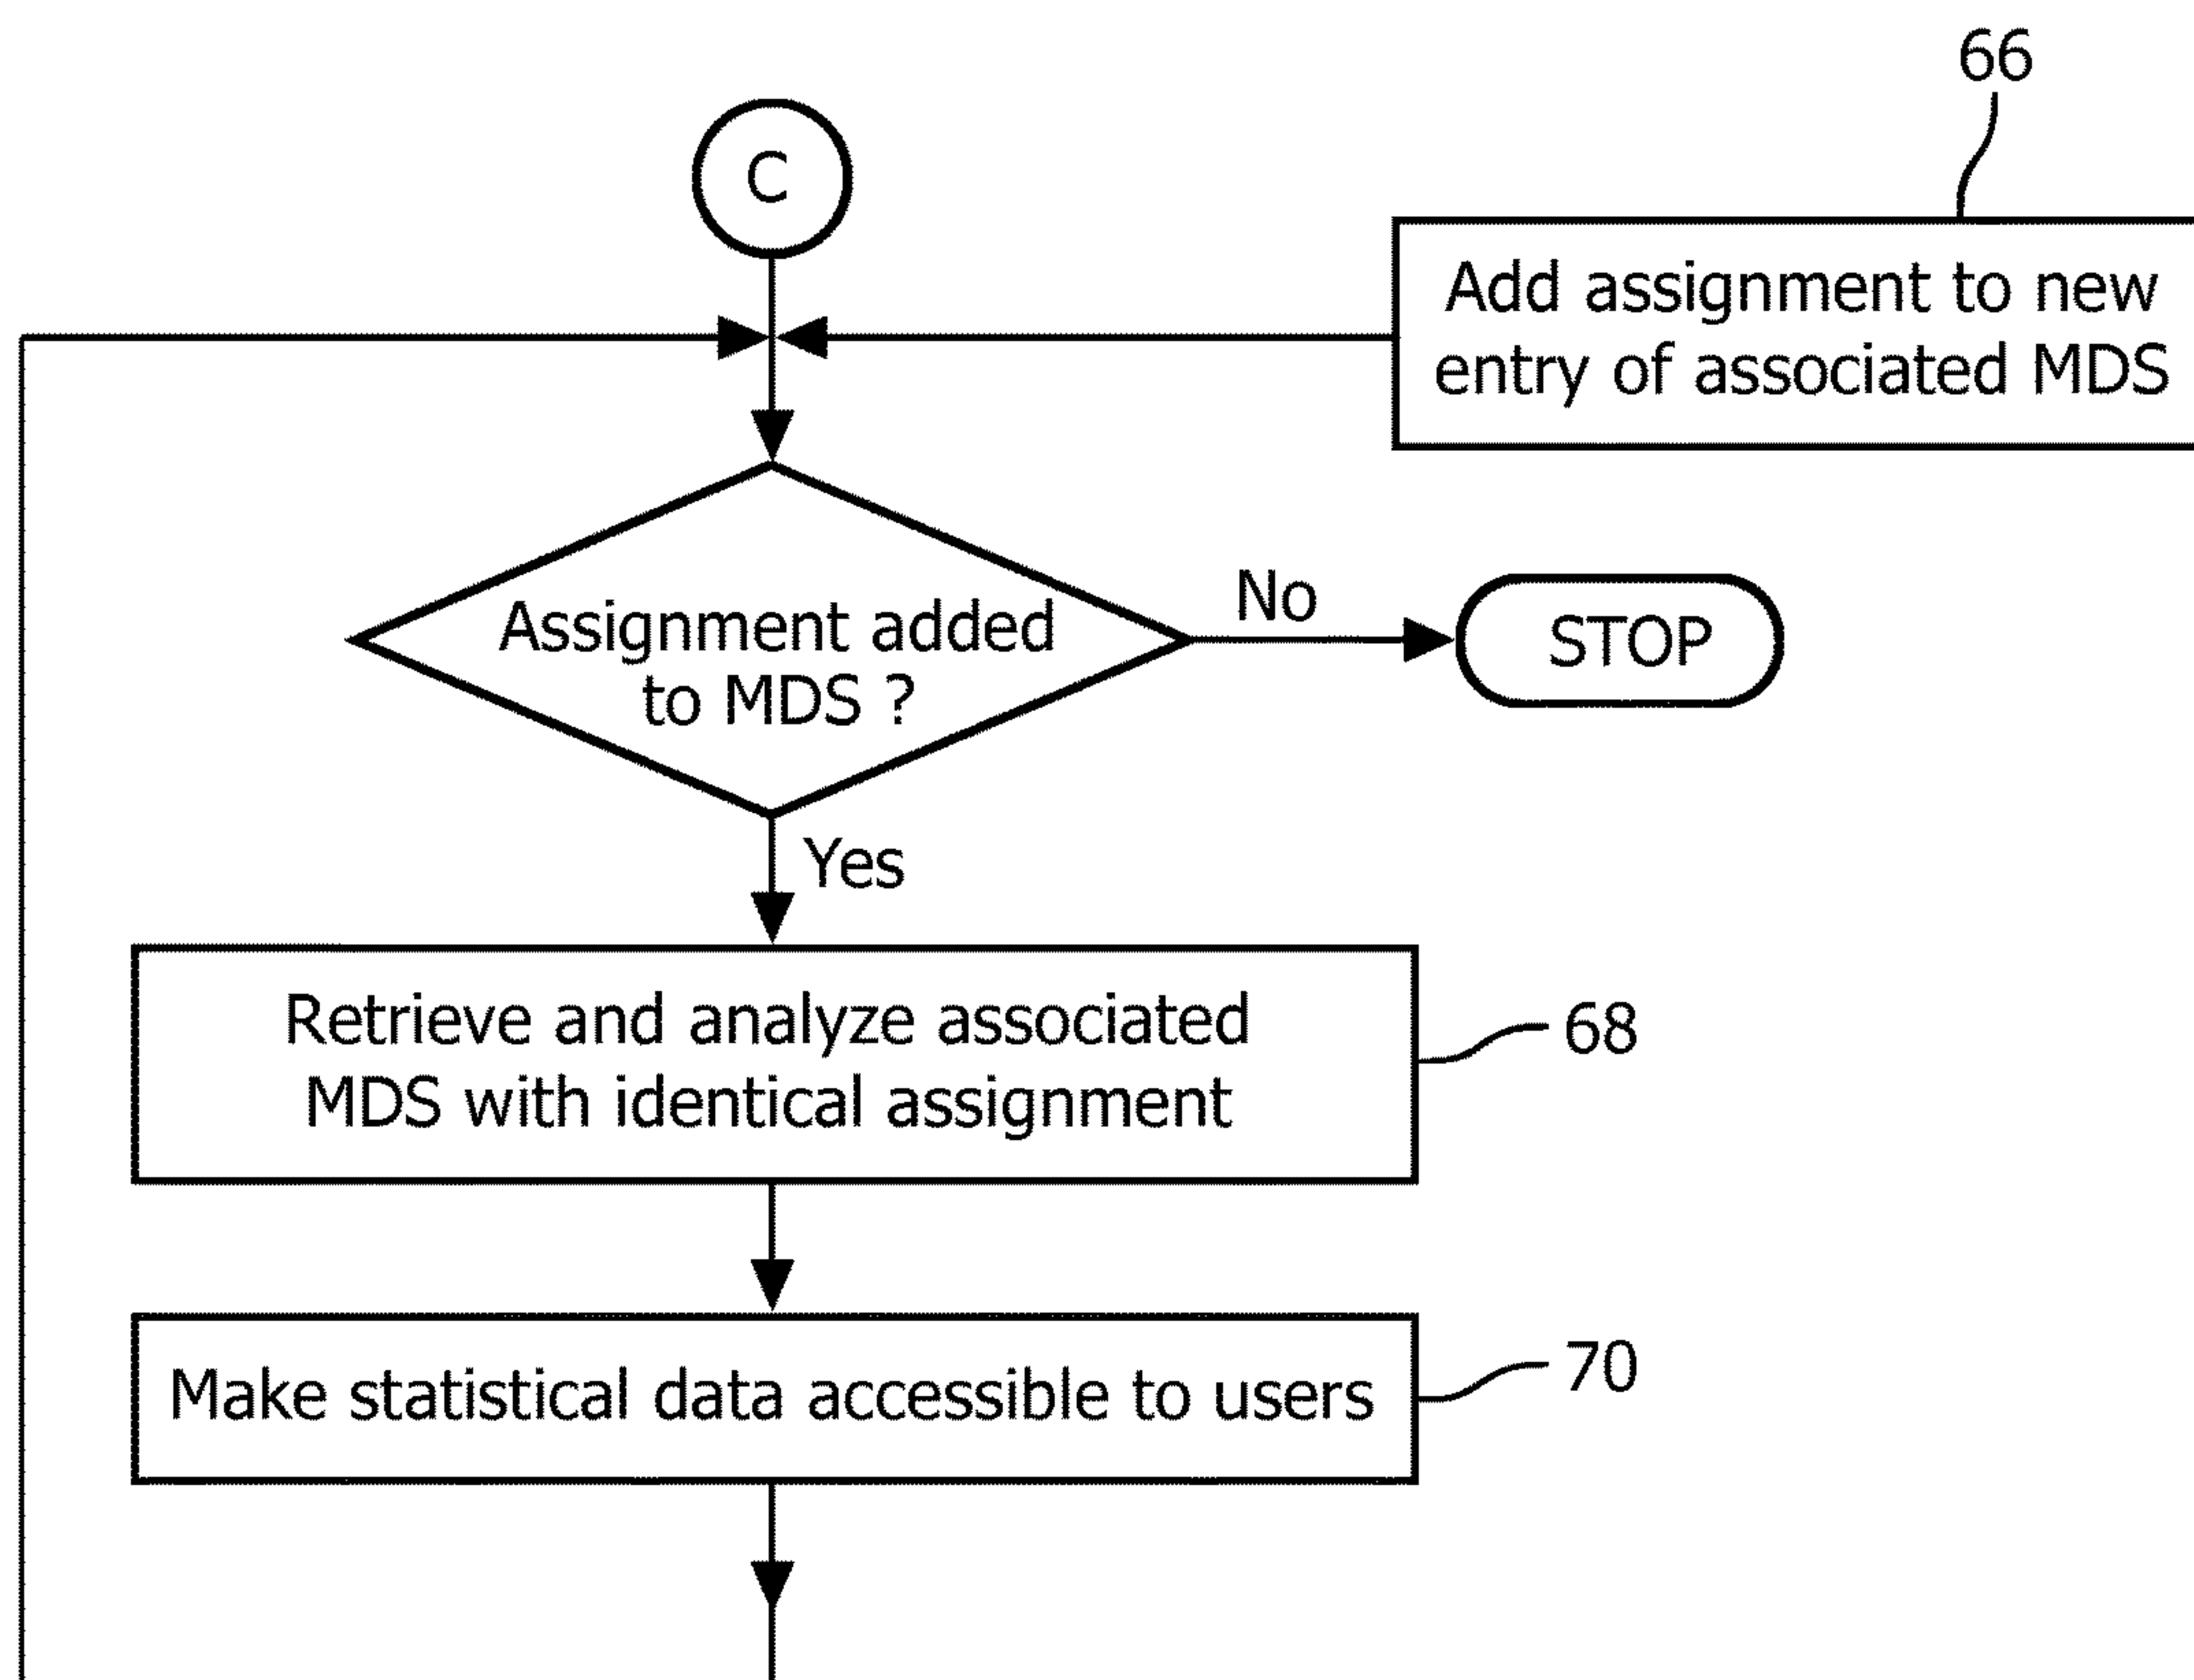 66
C
Add assignment to new
entry of associated MDS
Assignment added
to MDS ?
No
STOP
Yes
Retrieve and analyze associated
MDS with identical assignment
68
Make statistical data accessible to users
70